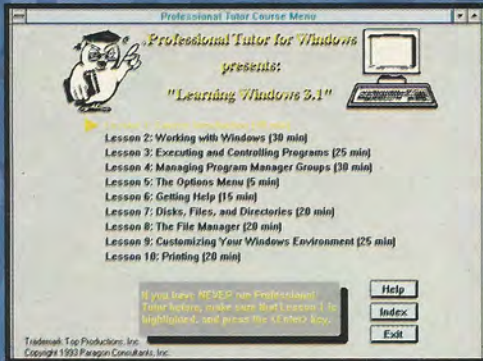 Professional Tutor Course Menu
Professional Tutor for Windows
presents:
"Learning Windows 3.1"
Lesson 1:
Lesson 2: Working with Windows (30 min)
Lesson 3: Executing and Controlling Programs (25 min)
Lesson 4: Managing Program Manager Groups (30 min)
Lesson 5: The Options Menu (5 min)
Lesson 6: Getting Help (15 min)
Lesson 7: Disks, Files, and Directories (20 min)
Lesson 8: The File Manager (20 min)
Lesson 9: Customizing Your Windows Environment (25 min)
Lesson 10: Printing (20 min)
If you have NEVER run Professional
Tutor before, make sure that Lesson 1 is
highlighted, and press the <Enter> key.
Help
Index
Exit
Trademark Top Productions, Inc.
Copyright 1993 Paragon Consultants, Inc.